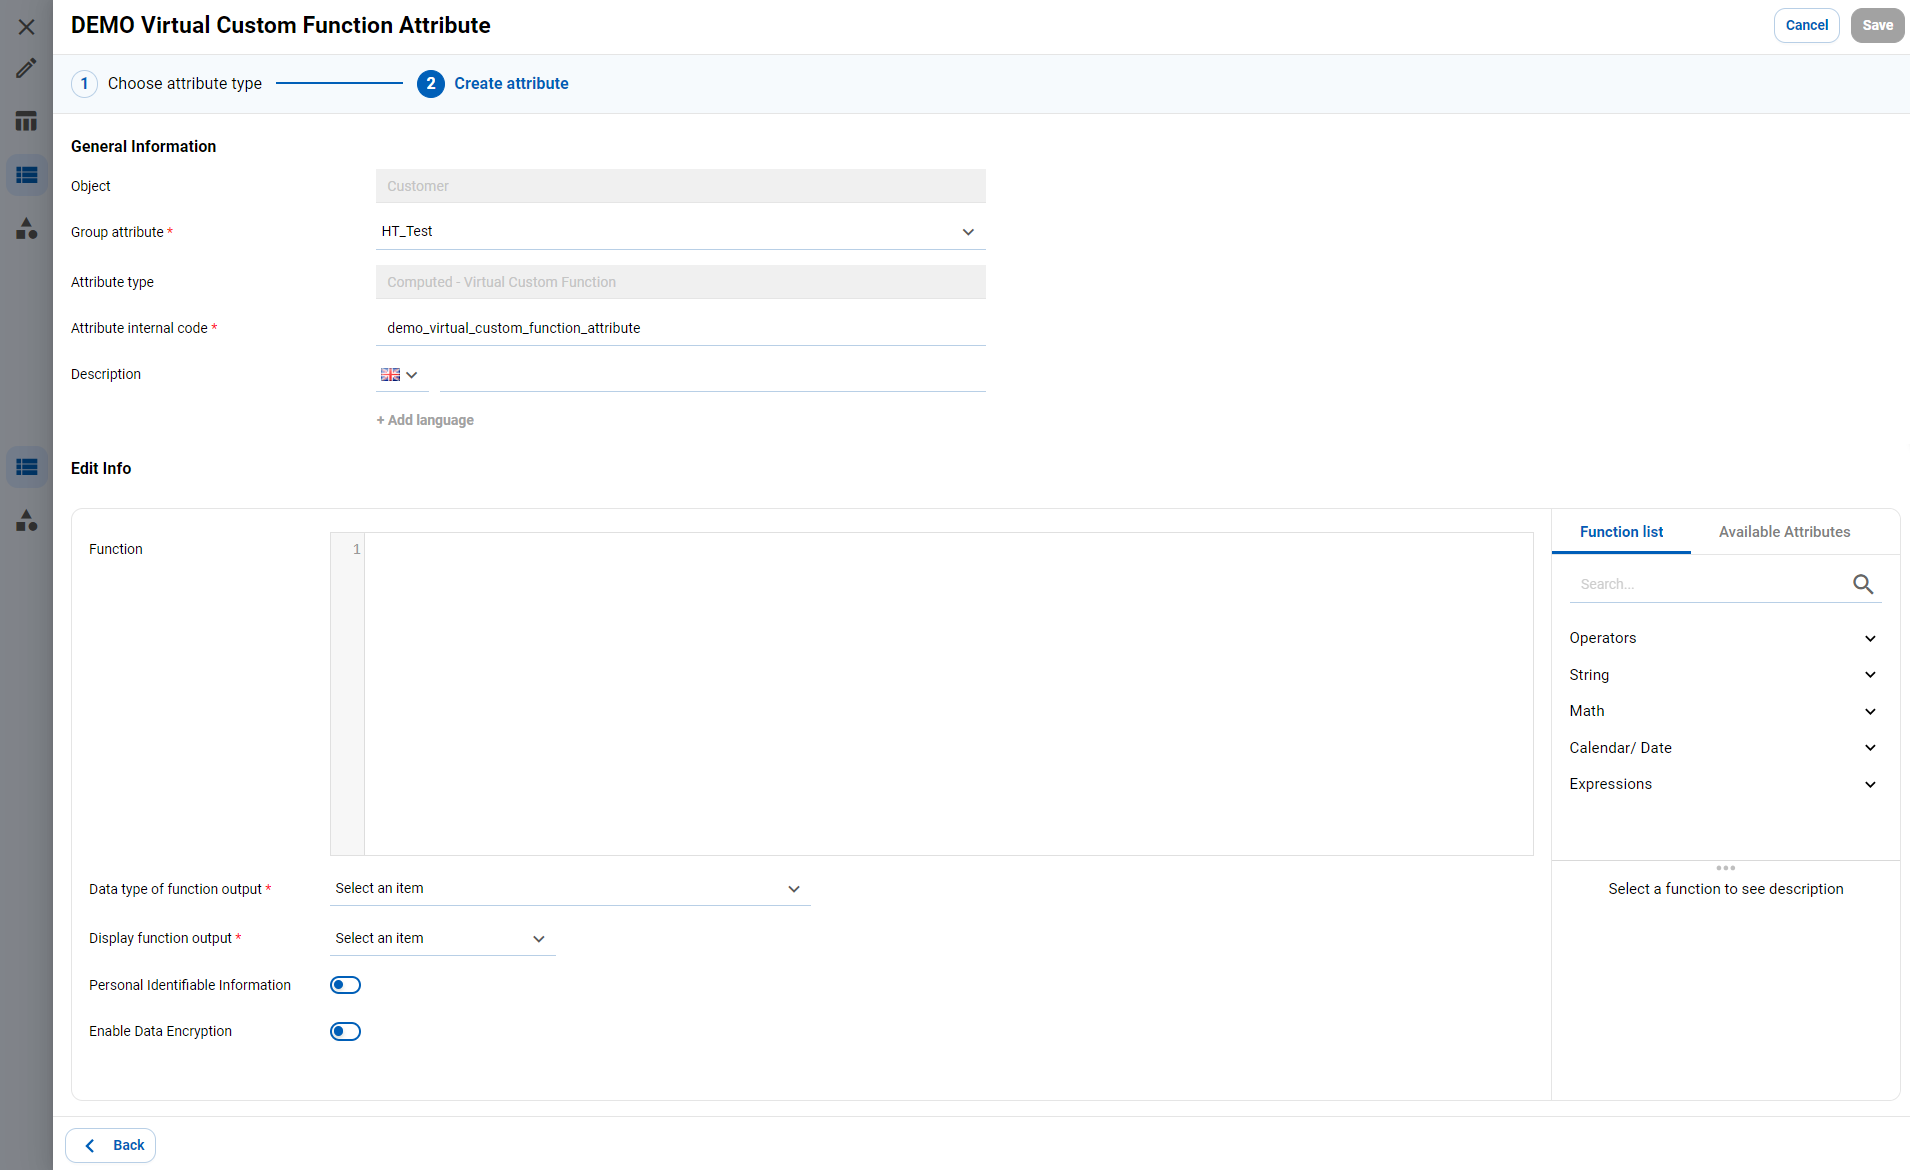 DEMO Virtual Custom Function Attribute
Cancel
Save
1 Choose attribute type
2 Create attribute
General Information
Object
Customer
Group attribute *
HT_Test
Attribute type
Computed - Virtual Custom Function
Attribute internal code *
demo_virtual_custom_function_attribute
Description
+ Add language
Edit Info
Function
1
Function list
Available Attributes
Search...
Operators
String
Math
Calendar/ Date
Expressions
Select a function to see description
Data type of function output *
Select an item
Display function output *
Select an item
Personal Identifiable Information
Enable Data Encryption
Back